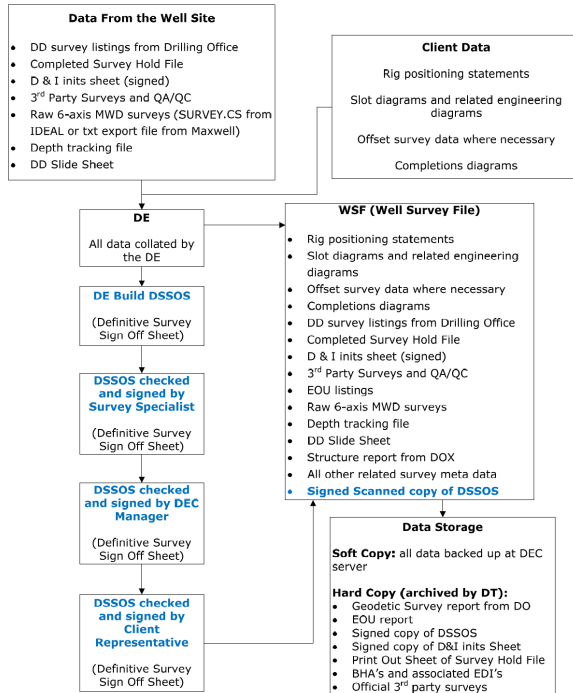 Data From the Well Site
• DD survey listings from Drilling Office
• Completed Survey Hold File
• D & I inits sheet (signed)
• 3rd Party Surveys and QA/QC
• Raw 6-axis MWD surveys (SURVEY.CS from
IDEAL or txt export file from Maxwell)
• Depth tracking file
• DD Slide Sheet
Client Data
Rig positioning statements
Slot diagrams and related engineering
diagrams
Offset survey data where necessary
Completions diagrams
DE
All data collated by
the DE
DE Build DSSOS
(Definitive Survey
Sign Off Sheet)
DSSOS checked
and signed by
Survey Specialist
(Definitive Survey
Sign Off Sheet)
DSSOS checked
and signed by DEC
Manager
(Definitive Survey
Sign Off Sheet)
DSSOS checked
and signed by
Client
Representative
(Definitive Survey
Sign Off Sheet)
WSF (Well Survey File)
• Rig positioning statements
• Slot diagrams and related engineering
diagrams
• Offset survey data where necessary
• Completions diagrams
• DD survey listings from Drilling Office
• Completed Survey Hold File
• D & I inits sheet (signed)
• 3rd Party Surveys and QA/QC
• EOU listings
• Raw 6-axis MWD surveys
• Depth tracking file
• DD Slide Sheet
• Structure report from DOX
• All other related survey meta data
• Signed Scanned copy of DSSOS
Data Storage
Soft Copy: all data backed up at DEC
server
Hard Copy (archived by DT):
• Geodetic Survey report from DO
• EOU report
• Signed copy of DSSOS
• Signed copy of D&I inits Sheet
• Print Out Sheet of Survey Hold File
• BHA's and associated EDI's
• Official 3rd party surveys